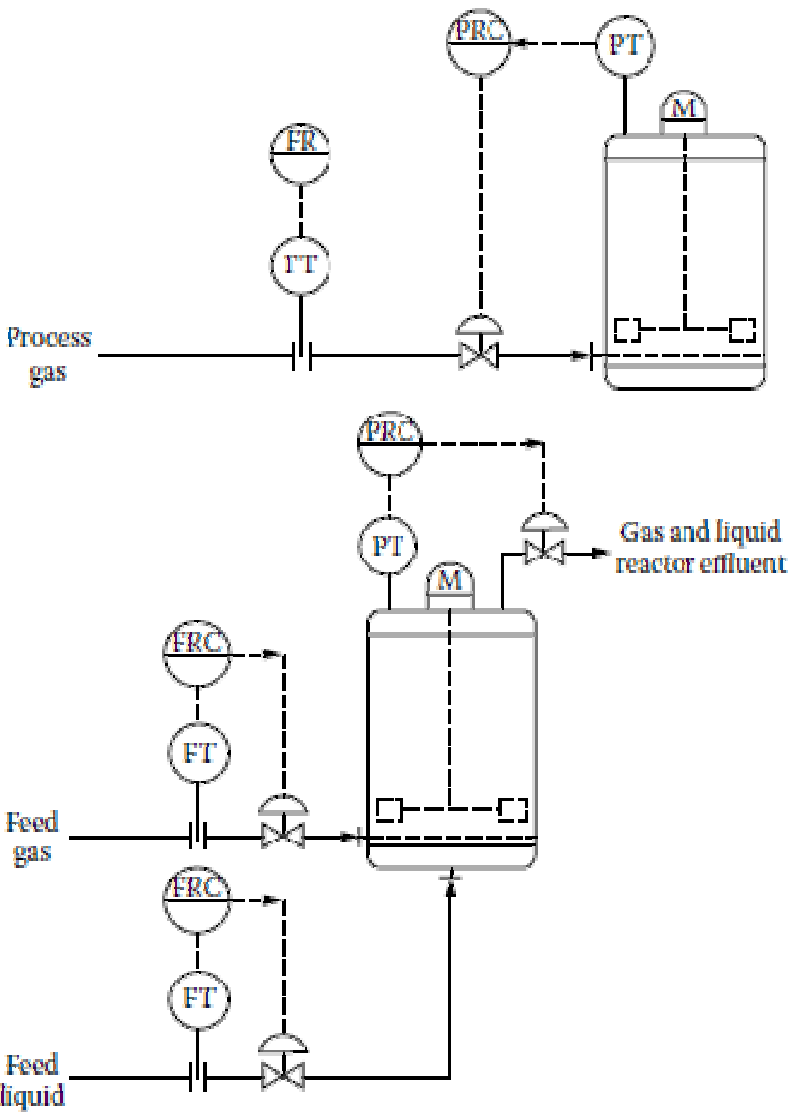 PRC
PT
M
FR
FT
Process
gas
PRC
PT
M
Gas and liquid
reactor effluent
FRC
FT
Feed
gas
FRC
FT
Feed
liquid